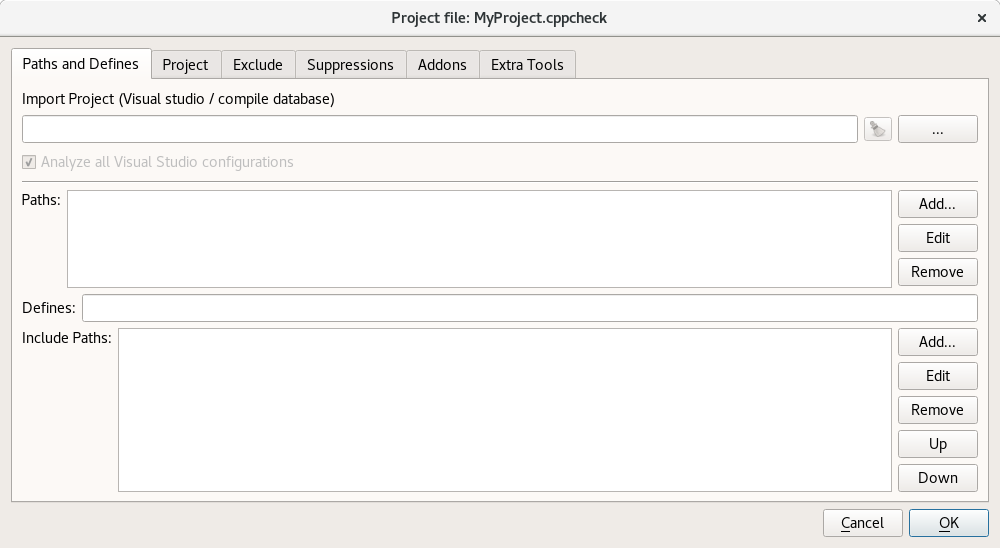 Project file: MyProject.cppcheck ×
Paths and Defines Project Exclude Suppressions Addons Extra Tools
Import Project (Visual studio / compile database)
...
Analyze all Visual Studio configurations
Paths: Add...
Edit
Remove
Defines:
Include Paths: Add...
Edit
Remove
Up
Down
Cancel OK